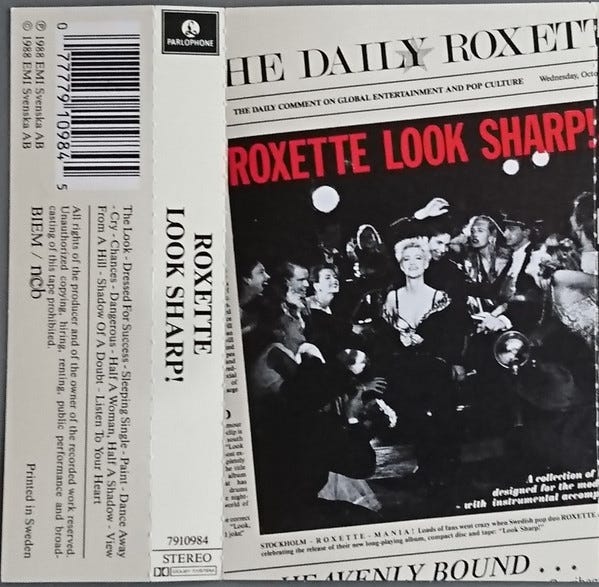 ℗ 1988 EMI Svenska AB
© 1988 EMI Svenska AB
0 77779 10984 5
The Look - Dressed For Success - Sleeping Single - Paint - Dance Away
- Cry - Chances - Dangerous - Half A Woman, Half A Shadow - View
From A Hill - Shadow Of A Doubt - Listen To Your Heart
All rights of the producer and of the owner of the recorded work reserved.
Unauthorized copying, hiring, renting, public performance and broad-
casting of this tape prohibited.
BIEM / ncb
Printed in Sweden
PARLOPHONE
ROXETTE
LOOK SHARP!
7910984
STEREO
HE DAILY ROXETT
THE DAILY COMMENT ON GLOBAL ENTERTAINMENT AND POP CULTURE
Wednesday, Octo
ROXETTE LOOK SHARP!
A collection of
designed for the mod
- with instrumental accomp
STOCKHOLM - ROXETTE - MANIA! Loads of fans went crazy when Swedish pop duo ROXETTE
celebrating the release of their new long-playing album, compact disc and tape: "Look Sharp!"
HEAVENLY BOUND . . .